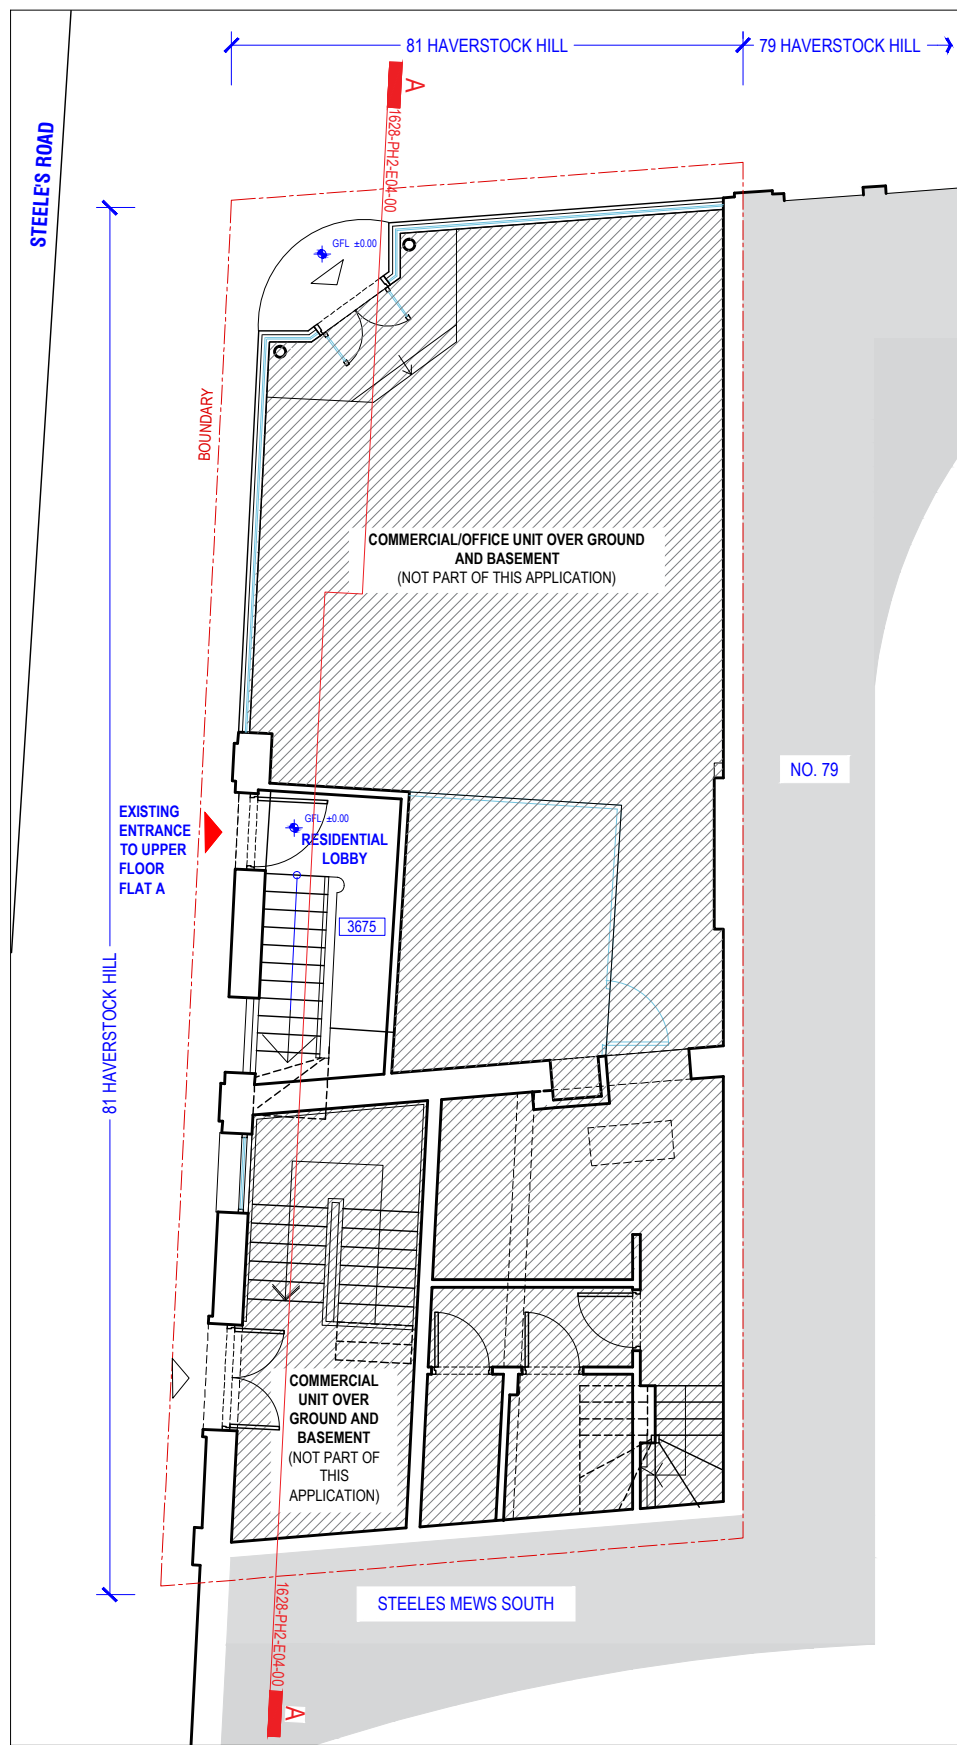 81 HAVERSTOCK HILL
79 HAVERSTOCK HILL
A
1628-PH2-E04-00
STEELE'S ROAD
GFL ±0.00
BOUNDARY
COMMERCIAL/OFFICE UNIT OVER GROUND
AND BASEMENT
(NOT PART OF THIS APPLICATION)
NO. 79
EXISTING
ENTRANCE
TO UPPER
FLOOR
FLAT A
GFL ±0.00
RESIDENTIAL
LOBBY
3675
81 HAVERSTOCK HILL
COMMERCIAL
UNIT OVER
GROUND AND
BASEMENT
(NOT PART OF
THIS
APPLICATION)
STEELES MEWS SOUTH
1628-PH2-E04-00
A